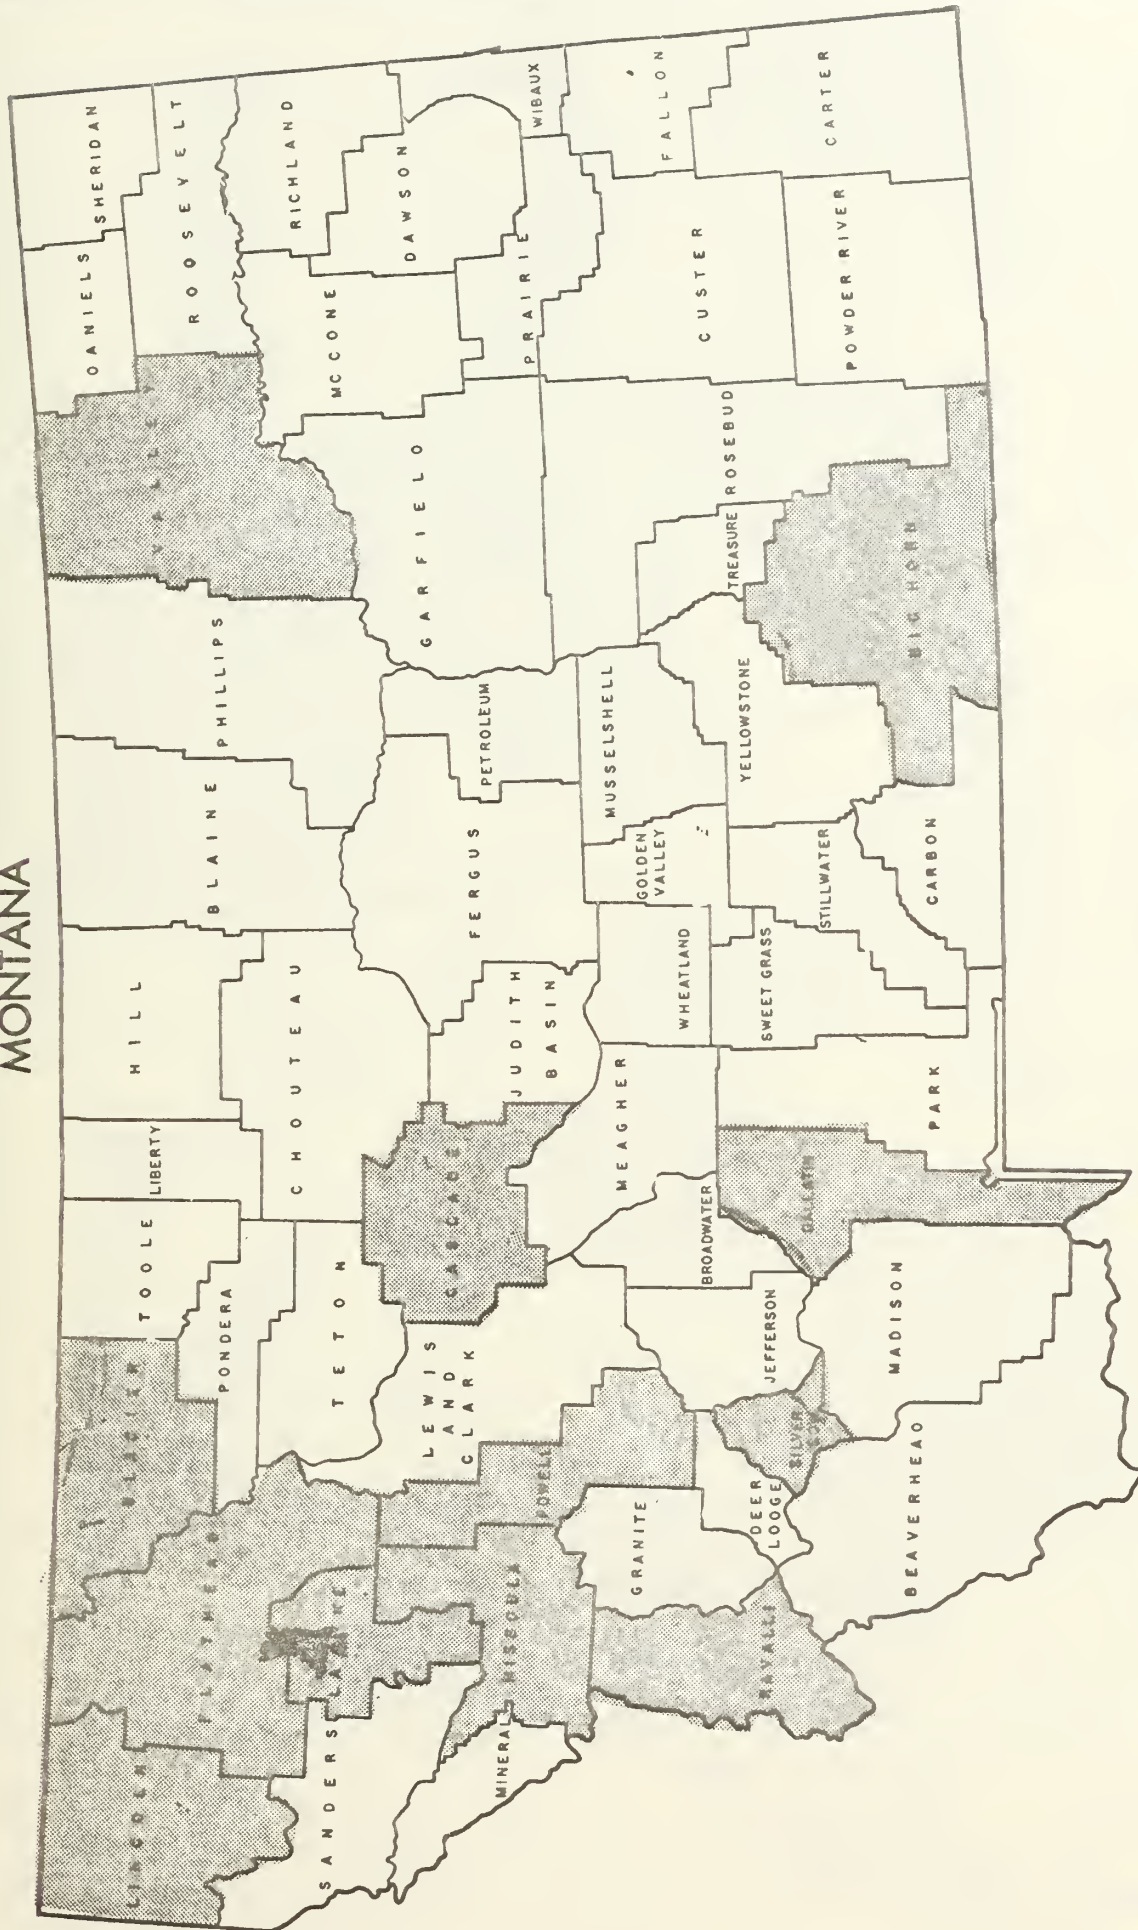 MONTANA
LINCOLN
FLATHEAD
GLACIER
TOOLE
LIBERTY
HILL
BLAINE
PHILLIPS
VALLEY
DANIELS
SHERIDAN
ROOSEVELT
SANDERS
LAKE
PONDERA
TETON
CHOUTEAU
MCCONE
RICHLAND
MINERAL
MISSOULA
POWELL
LEWIS
AND
CLARK
CASCADE
JUDITH
BASIN
FERGUS
PETROLEUM
GARFIELD
DAWSON
PRAIRIE
WIBAUX
GRANITE
MEAGHER
WHEATLAND
GOLDEN
VALLEY
MUSSELSHELL
TREASURE
ROSEBUD
CUSTER
FALLON
RAVALLI
DEER
LOOGE
SILVER
BOW
JEFFERSON
BROADWATER
GALLATIN
SWEET GRASS
STILLWATER
YELLOWSTONE
BEAVERHEAD
MADISON
PARK
CARBON
BIG HORN
POWDER RIVER
CARTER